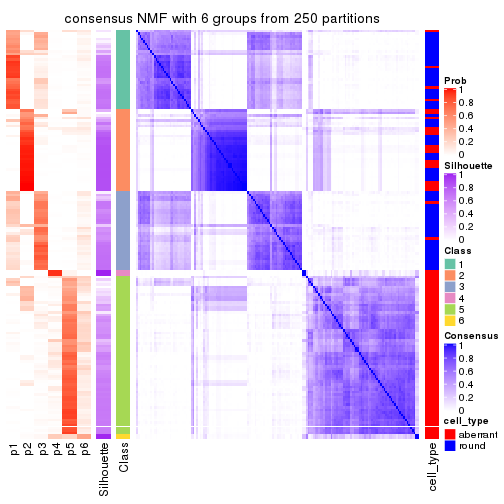 consensus NMF with 6 groups from 250 partitions
Prob
1
0.8
0.6
0.4
0.2
0
Silhouette
1
0.8
0.6
0.4
0.2
0
Class
1
2
3
4
5
6
Consensus
1
0.8
0.6
0.4
0.2
0
cell_type
aberrant
round
p1
p2
p3
p4
p5
p6
Silhouette
Class
cell_type